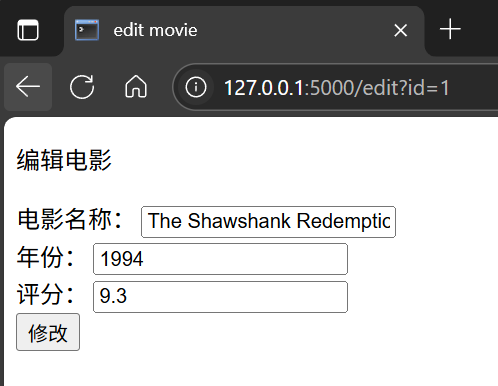 edit movie
127.0.0.1:5000/edit?id=1
编辑电影
电影名称： The Shawshank Redemptic
年份： 1994
评分： 9.3
修改